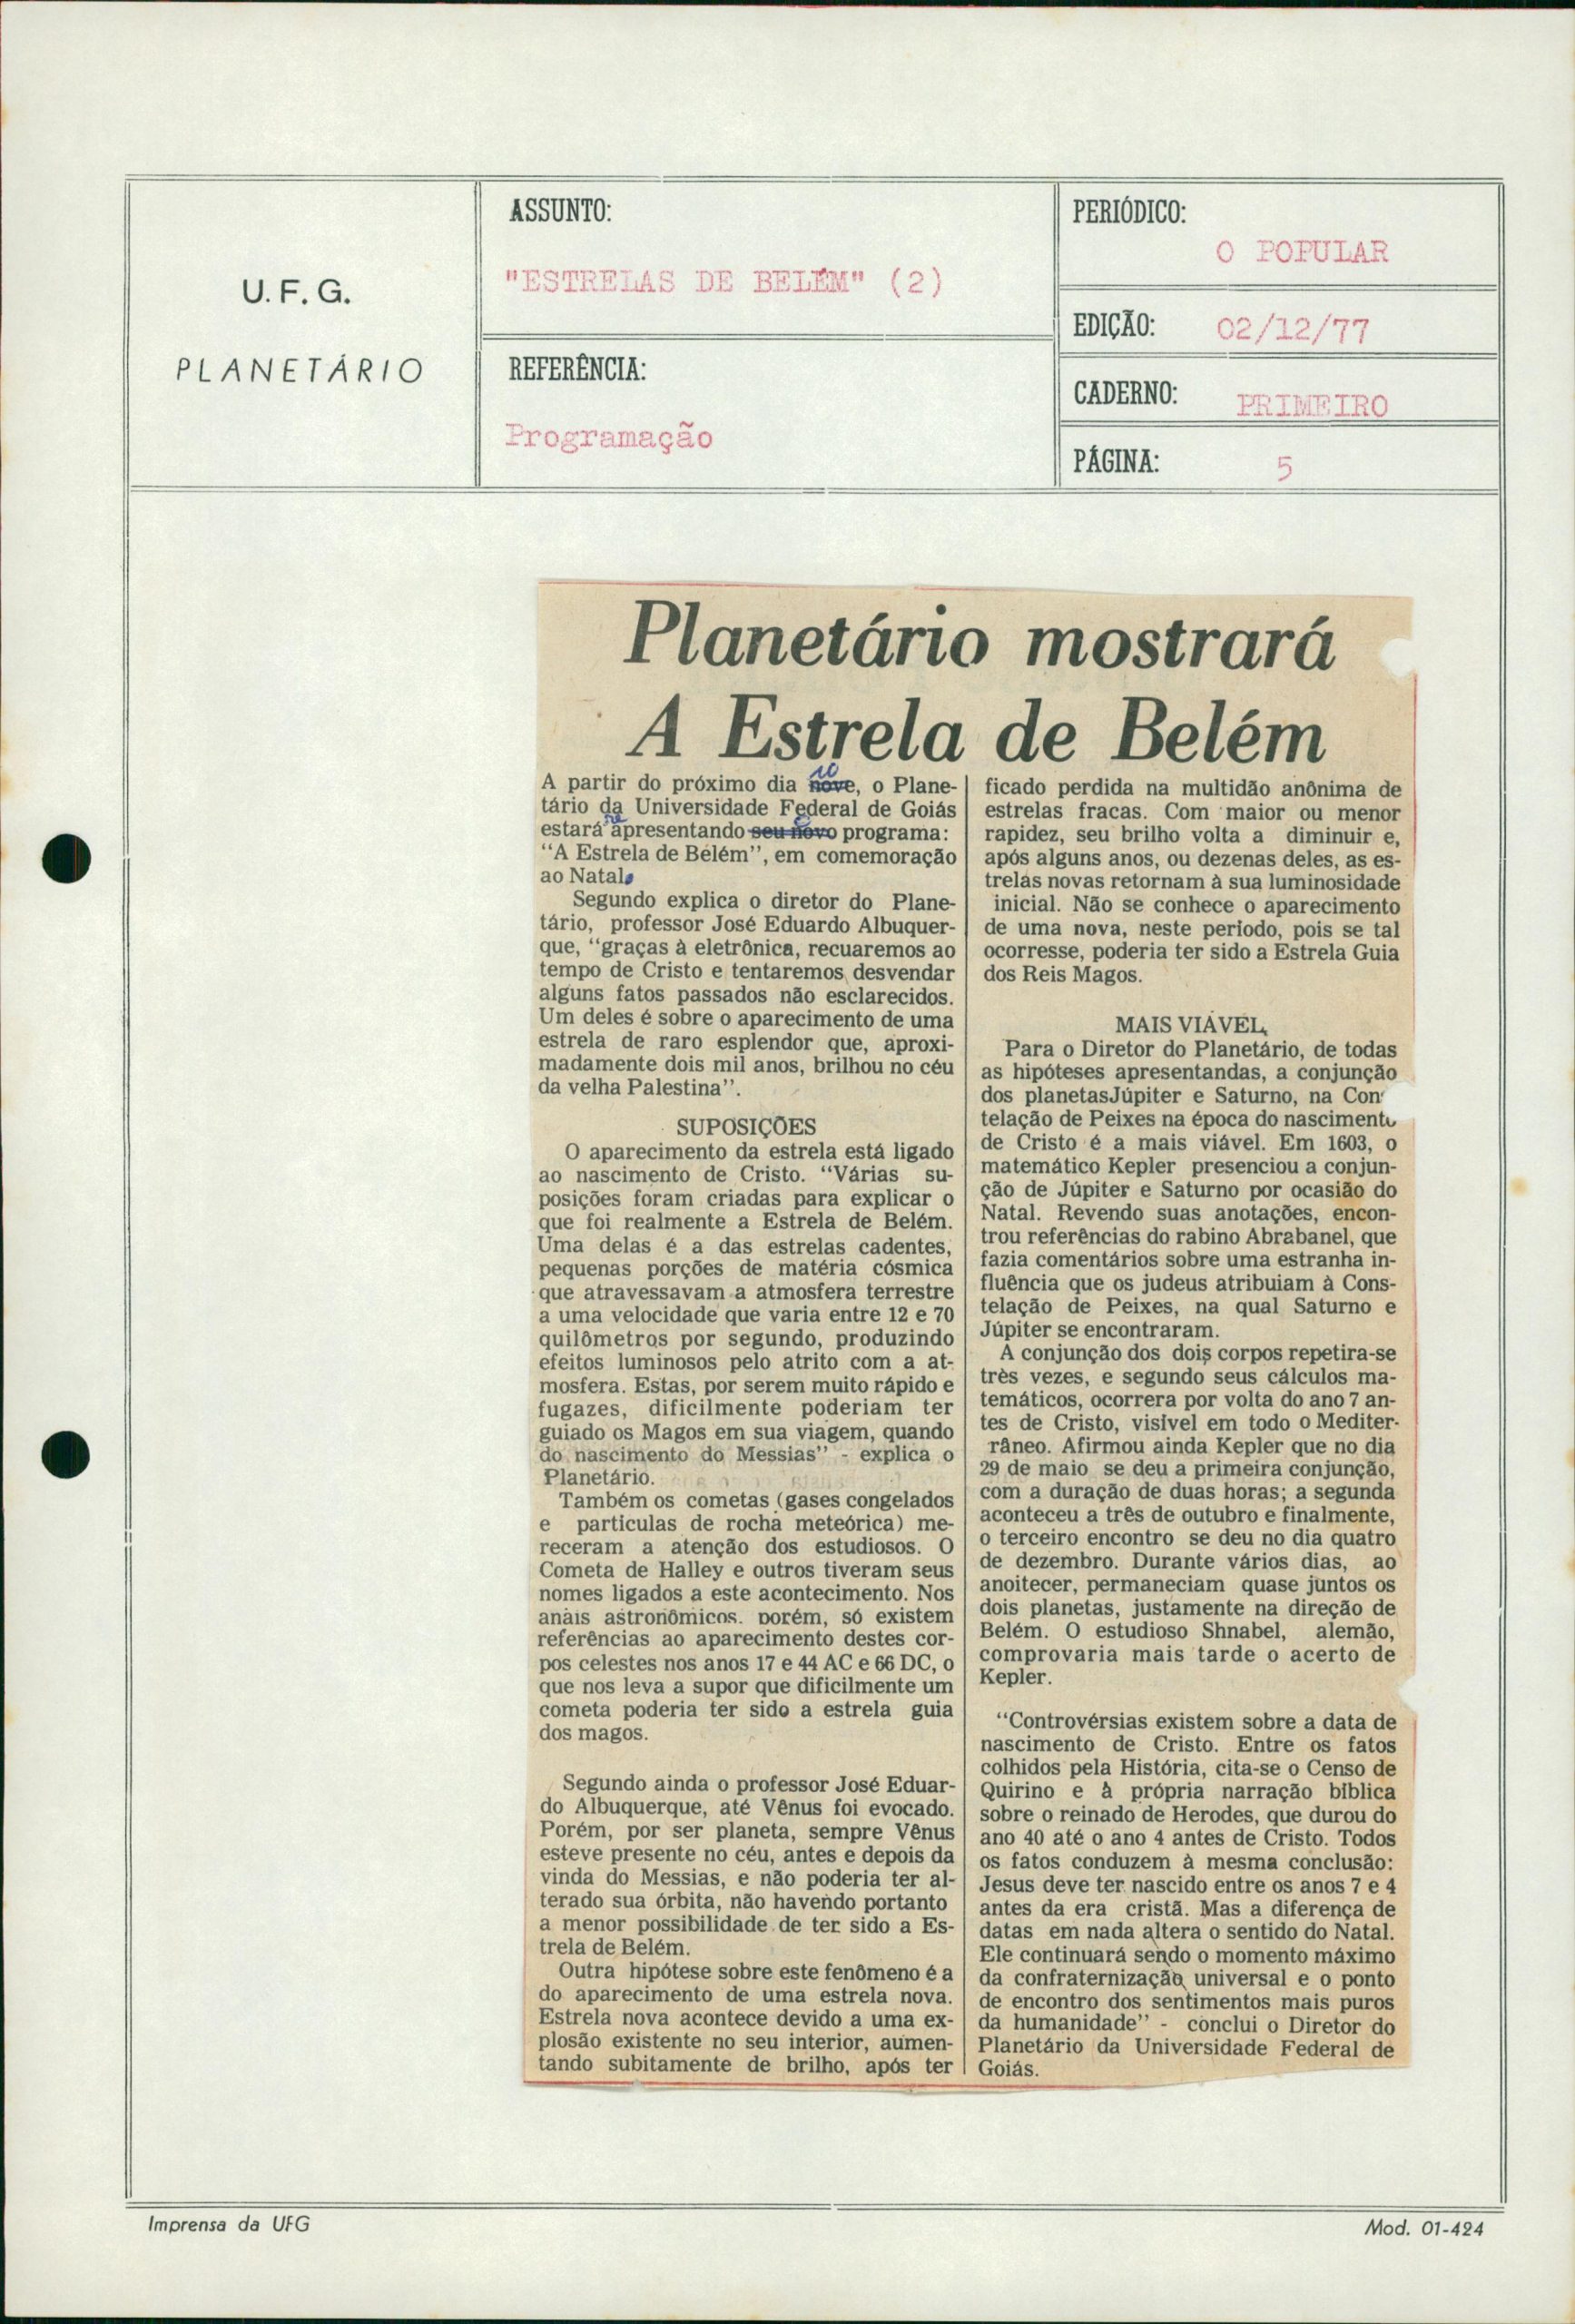 U. F. G.
PLANETÁRIO
ASSUNTO:
"ESTRELAS DE BELÉM" (2)
REFERÊNCIA:
Programação
PERIÓDICO:
O POPULAR
EDIÇÃO: 02/12/77
CADERNO: PRIMEIRO
PÁGINA: 5
Planetário mostrará
A Estrela de Belém
10
A partir do próximo dia nove, o Plane-
tário da Universidade Federal de Goiás
re
estará apresentando seu novo programa:
“A Estrela de Belém”, em comemoração
ao Natal.
Segundo explica o diretor do Plane-
tário, professor José Eduardo Albuquer-
que, “graças à eletrônica, recuaremos ao
tempo de Cristo e tentaremos desvendar
alguns fatos passados não esclarecidos.
Um deles é sobre o aparecimento de uma
estrela de raro esplendor que, aproxi-
madamente dois mil anos, brilhou no céu
da velha Palestina”.
SUPOSIÇÕES
O aparecimento da estrela está ligado
ao nascimento de Cristo. “Várias su-
posições foram criadas para explicar o
que foi realmente a Estrela de Belém.
Uma delas é a das estrelas cadentes,
pequenas porções de matéria cósmica
que atravessavam a atmosfera terrestre
a uma velocidade que varia entre 12 e 70
quilômetros por segundo, produzindo
efeitos luminosos pelo atrito com a at-
mosfera. Estas, por serem muito rápido e
fugazes, dificilmente poderiam ter
guiado os Magos em sua viagem, quando
do nascimento do Messias” - explica o
Planetário.
Também os cometas (gases congelados
e particulas de rocha meteórica) me-
receram a atenção dos estudiosos. O
Cometa de Halley e outros tiveram seus
nomes ligados a este acontecimento. Nos
anais astronômicos, porém, só existem
referências ao aparecimento destes cor-
pos celestes nos anos 17 e 44 AC e 66 DC, o
que nos leva a supor que dificilmente um
cometa poderia ter sido a estrela guia
dos magos.
Segundo ainda o professor José Eduar-
do Albuquerque, até Vênus foi evocado.
Porém, por ser planeta, sempre Vênus
esteve presente no céu, antes e depois da
vinda do Messias, e não poderia ter al-
terado sua órbita, não havendo portanto
a menor possibilidade de ter sido a Es-
trela de Belém.
Outra hipótese sobre este fenômeno é a
do aparecimento de uma estrela nova.
Estrela nova acontece devido a uma ex-
plosão existente no seu interior, aumen-
tando subitamente de brilho, após ter
ficado perdida na multidão anônima de
estrelas fracas. Com maior ou menor
rapidez, seu brilho volta a diminuir e,
após alguns anos, ou dezenas deles, as es-
trelas novas retornam à sua luminosidade
inicial. Não se conhece o aparecimento
de uma nova, neste periodo, pois se tal
ocorresse, poderia ter sido a Estrela Guia
dos Reis Magos.
MAIS VIÁVEL
Para o Diretor do Planetário, de todas
as hipóteses apresentandas, a conjunção
dos planetasJúpiter e Saturno, na Cons
telação de Peixes na época do nascimento
de Cristo é a mais viável. Em 1603, o
matemático Kepler presenciou a conjun-
ção de Júpiter e Saturno por ocasião do
Natal. Revendo suas anotações, encon-
trou referências do rabino Abrabanel, que
fazia comentários sobre uma estranha in-
fluência que os judeus atribuiam à Cons-
telação de Peixes, na qual Saturno e
Júpiter se encontraram.
A conjunção dos dois corpos repetira-se
três vezes, e segundo seus cálculos ma-
temáticos, ocorrera por volta do ano 7 an-
tes de Cristo, visivel em todo o Mediter-
râneo. Afirmou ainda Kepler que no dia
29 de maio se deu a primeira conjunção,
com a duração de duas horas; a segunda
aconteceu a três de outubro e finalmente,
o terceiro encontro se deu no dia quatro
de dezembro. Durante vários dias, ao
anoitecer, permaneciam quase juntos os
dois planetas, justamente na direção de
Belém. O estudioso Shnabel, alemão,
comprovaria mais tarde o acerto de
Kepler.
“Controvérsias existem sobre a data de
nascimento de Cristo. Entre os fatos
colhidos pela História, cita-se o Censo de
Quirino e à própria narração biblica
sobre o reinado de Herodes, que durou do
ano 40 até o ano 4 antes de Cristo. Todos
os fatos conduzem à mesma conclusão:
Jesus deve ter nascido entre os anos 7 e 4
antes da era cristã. Mas a diferença de
datas em nada altera o sentido do Natal.
Ele continuará sendo o momento máximo
da confraternização universal e o ponto
de encontro dos sentimentos mais puros
da humanidade” - conclui o Diretor do
Planetário da Universidade Federal de
Goiás.
Imprensa da UFG
Mod. 01-424